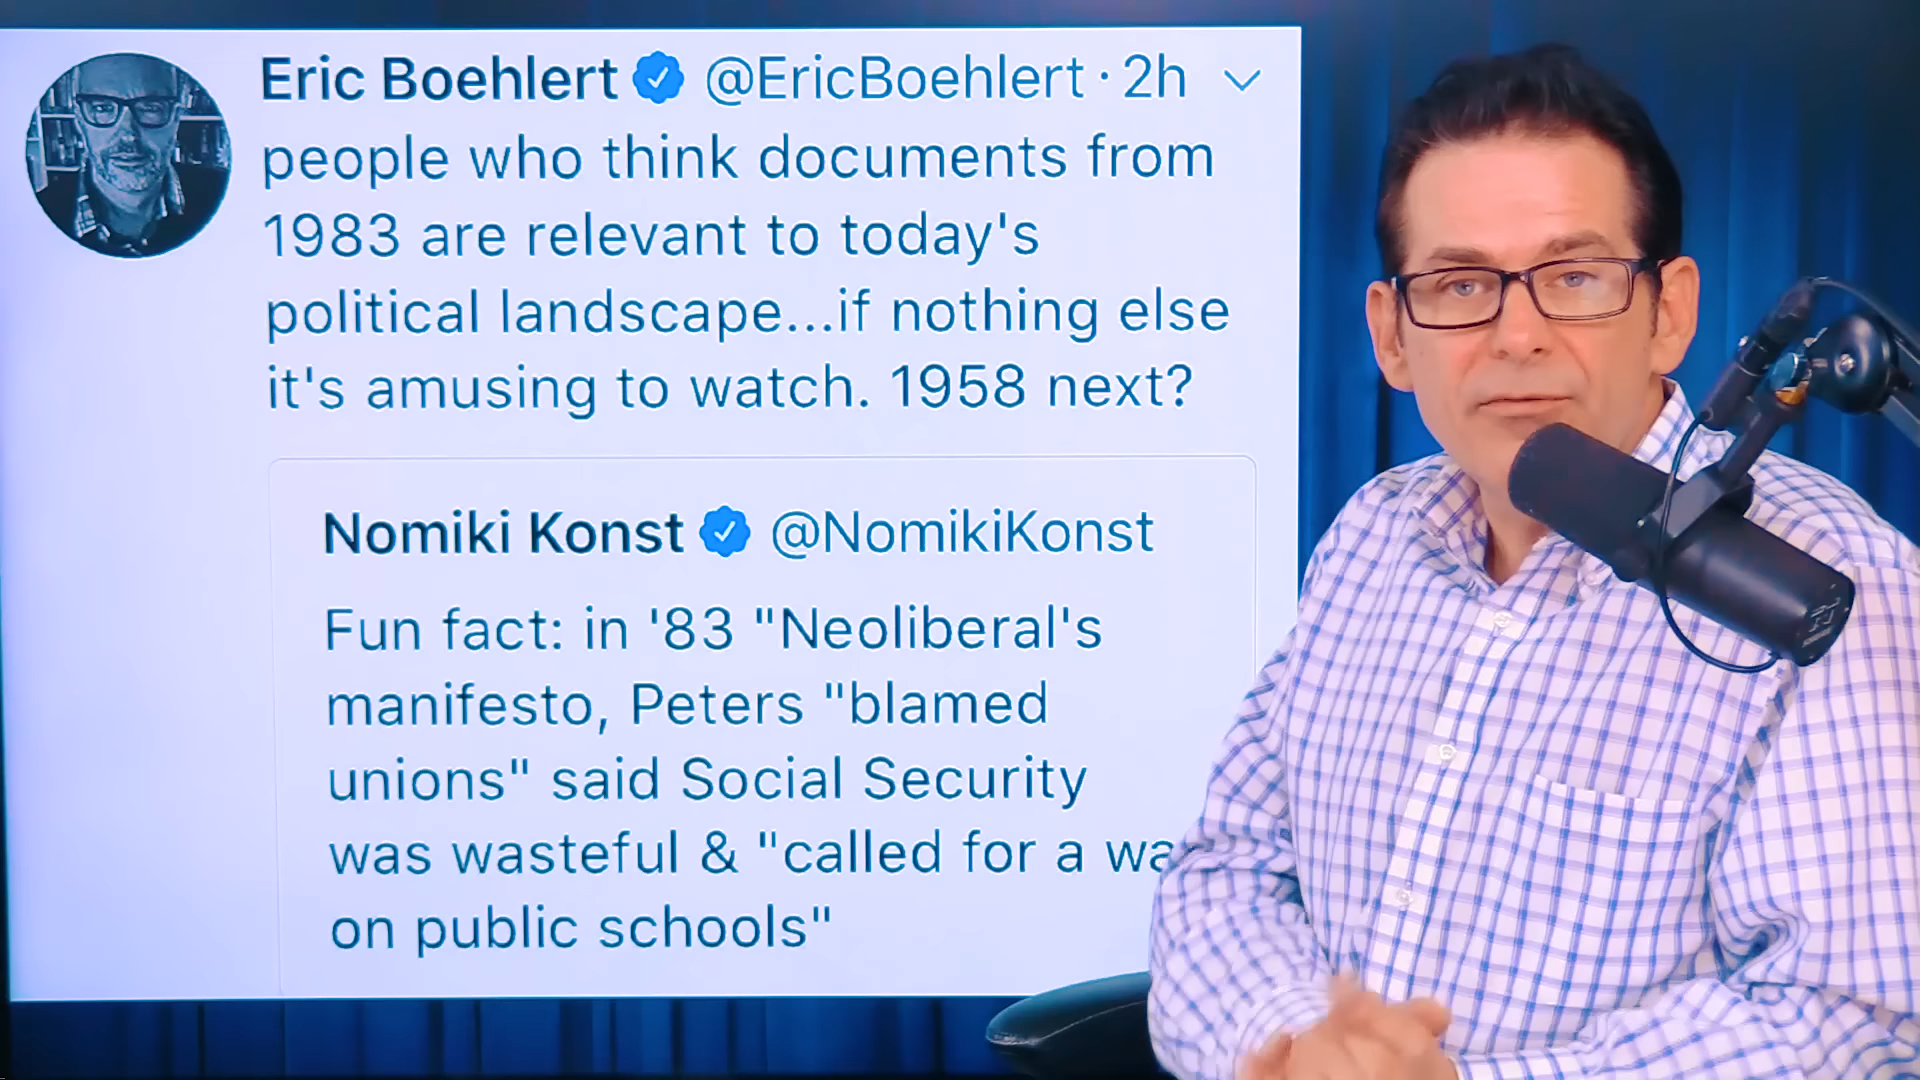 Eric Boehlert @EricBoehlert · 2h
people who think documents from
1983 are relevant to today's
political landscape...if nothing else
it's amusing to watch. 1958 next?
Nomiki Konst @NomikiKonst
Fun fact: in '83 "Neoliberal's
manifesto, Peters "blamed
unions" said Social Security
was wasteful & "called for a
on public schools"